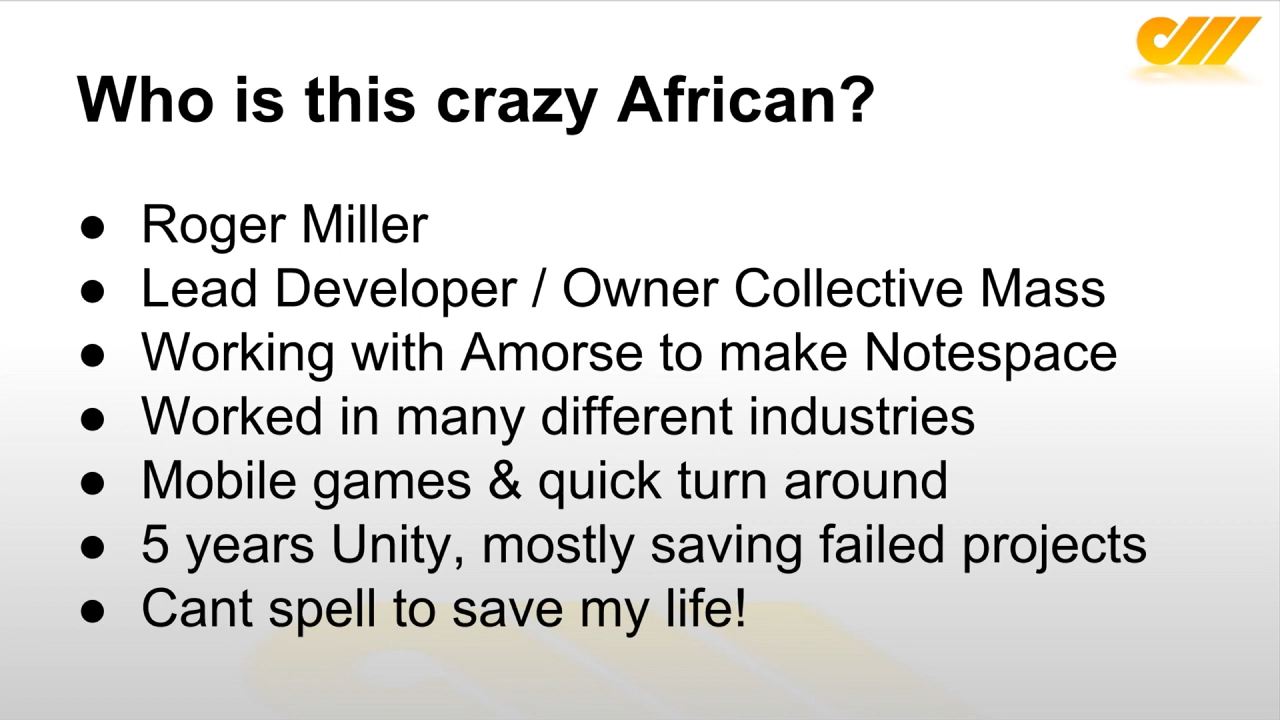 Who is this crazy African?
● Roger Miller
● Lead Developer / Owner Collective Mass
● Working with Amorse to make Notespace
● Worked in many different industries
● Mobile games & quick turn around
● 5 years Unity, mostly saving failed projects
● Cant spell to save my life!